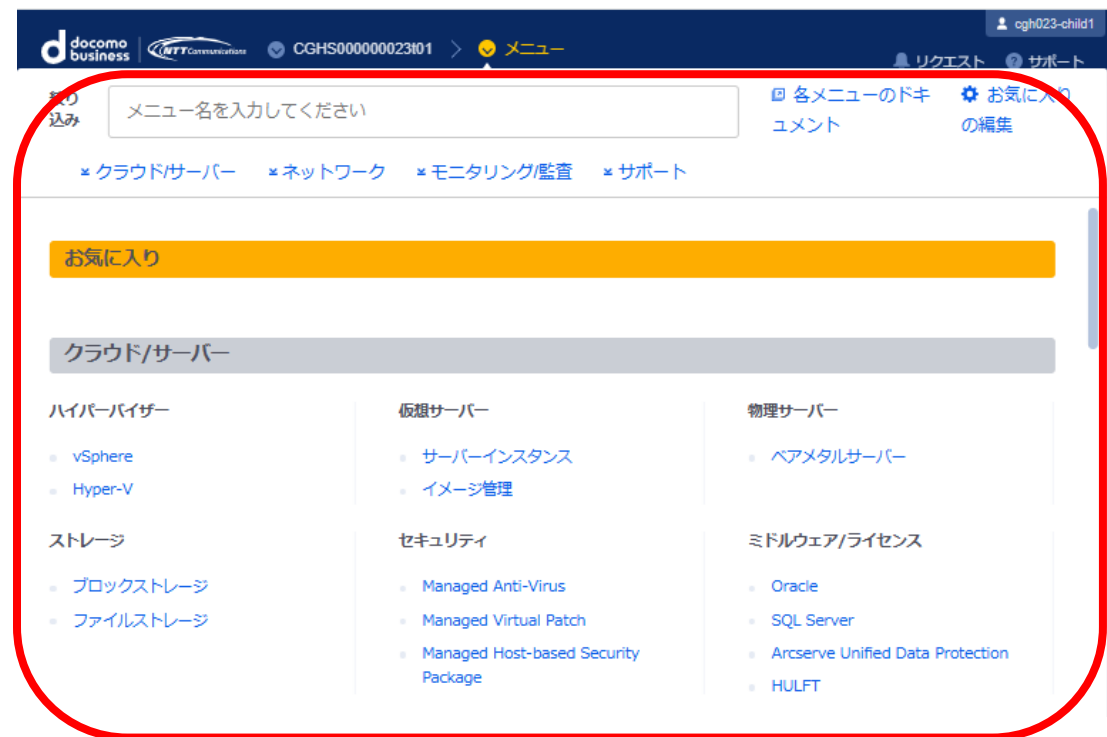 cgh023-child1
docomo business NTT Communications CGHS000000023t01 メニュー
リクエスト サポート
絞り込み
メニュー名を入力してください
各メニューのドキュメント
お気に入りの編集
クラウド/サーバー ネットワーク モニタリング/監査 サポート
お気に入り
クラウド/サーバー
ハイパーバイザー
vSphere
Hyper-V
仮想サーバー
サーバーインスタンス
イメージ管理
物理サーバー
ベアメタルサーバー
ストレージ
ブロックストレージ
ファイルストレージ
セキュリティ
Managed Anti-Virus
Managed Virtual Patch
Managed Host-based Security
Package
ミドルウェア/ライセンス
Oracle
SQL Server
Arcserve Unified Data Protection
HULFT